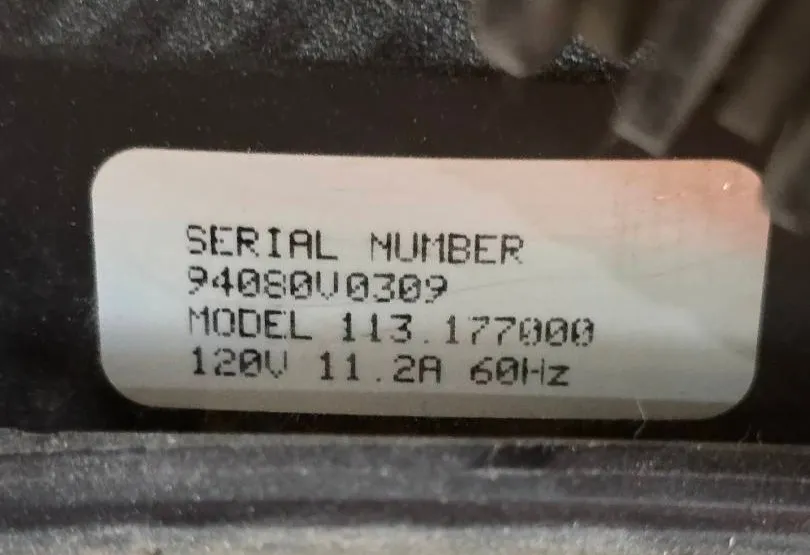 SERIAL NUMBER
94080V0309
MODEL 113.177000
120V 11.2A 60Hz